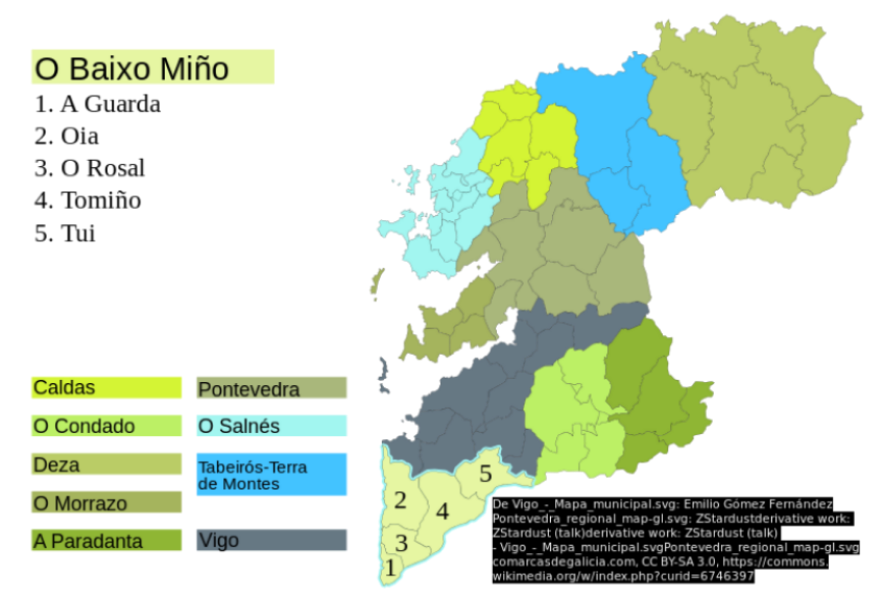 O Baixo Miño
1. A Guarda
2. Oia
3. O Rosal
4. Tomiño
5. Tui
Caldas
Pontevedra
O Condado
O Salnés
Deza
Tabeirós-Terra
de Montes
O Morrazo
A Paradanta
Vigo
5
2
4
3
1
De Vigo_-_Mapa_municipal.svg: Emilio Gómez Fernández
Pontevedra_regional_map-gl.svg: ZStardustderivative work:
ZStardust (talk)derivative work: ZStardust (talk)
- Vigo_-_Mapa_municipal.svgPontevedra_regional_map-gl.svg
comarcasdegalicia.com, CC BY-SA 3.0, https://commons.
wikimedia.org/w/index.php?curid=6746397